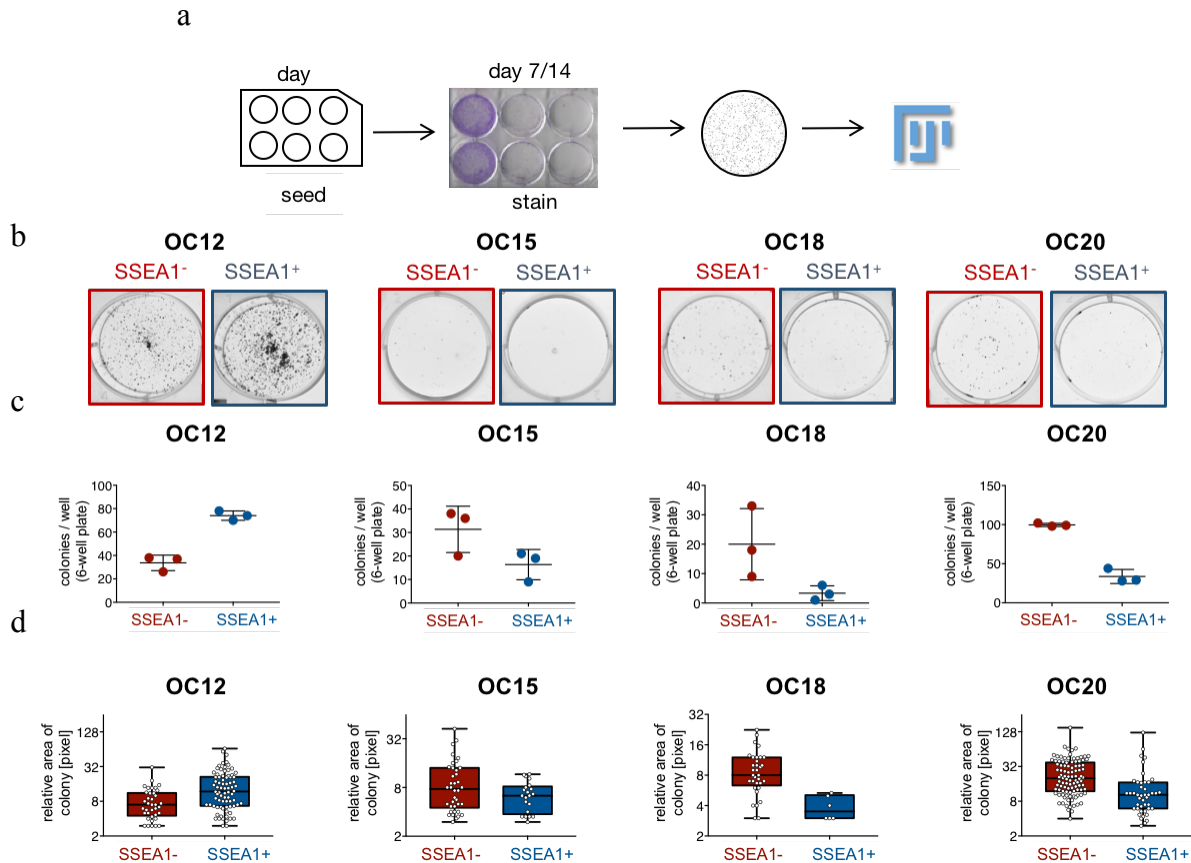 a
day
day 7/14
seed
stain
b
OC12 OC15 OC18 OC20
SSEA1- SSEA1+ SSEA1- SSEA1+ SSEA1- SSEA1+ SSEA1- SSEA1+
c
OC12 OC15 OC18 OC20
colonies / well
(6-well plate)
100
80
60
40
20
0
SSEA1- SSEA1+
colonies / well
(6-well plate)
50
40
30
20
10
0
SSEA1- SSEA1+
colonies / well
(6-well plate)
40
30
20
10
0
SSEA1- SSEA1+
colonies / well
(6-well plate)
150
100
50
0
SSEA1- SSEA1+
d
OC12 OC15 OC18 OC20
relative area of
colony [pixel]
128
32
8
2
SSEA1- SSEA1+
relative area of
colony [pixel]
32
8
2
SSEA1- SSEA1+
relative area of
colony [pixel]
32
16
8
4
2
SSEA1- SSEA1+
relative area of
colony [pixel]
128
32
8
2
SSEA1- SSEA1+